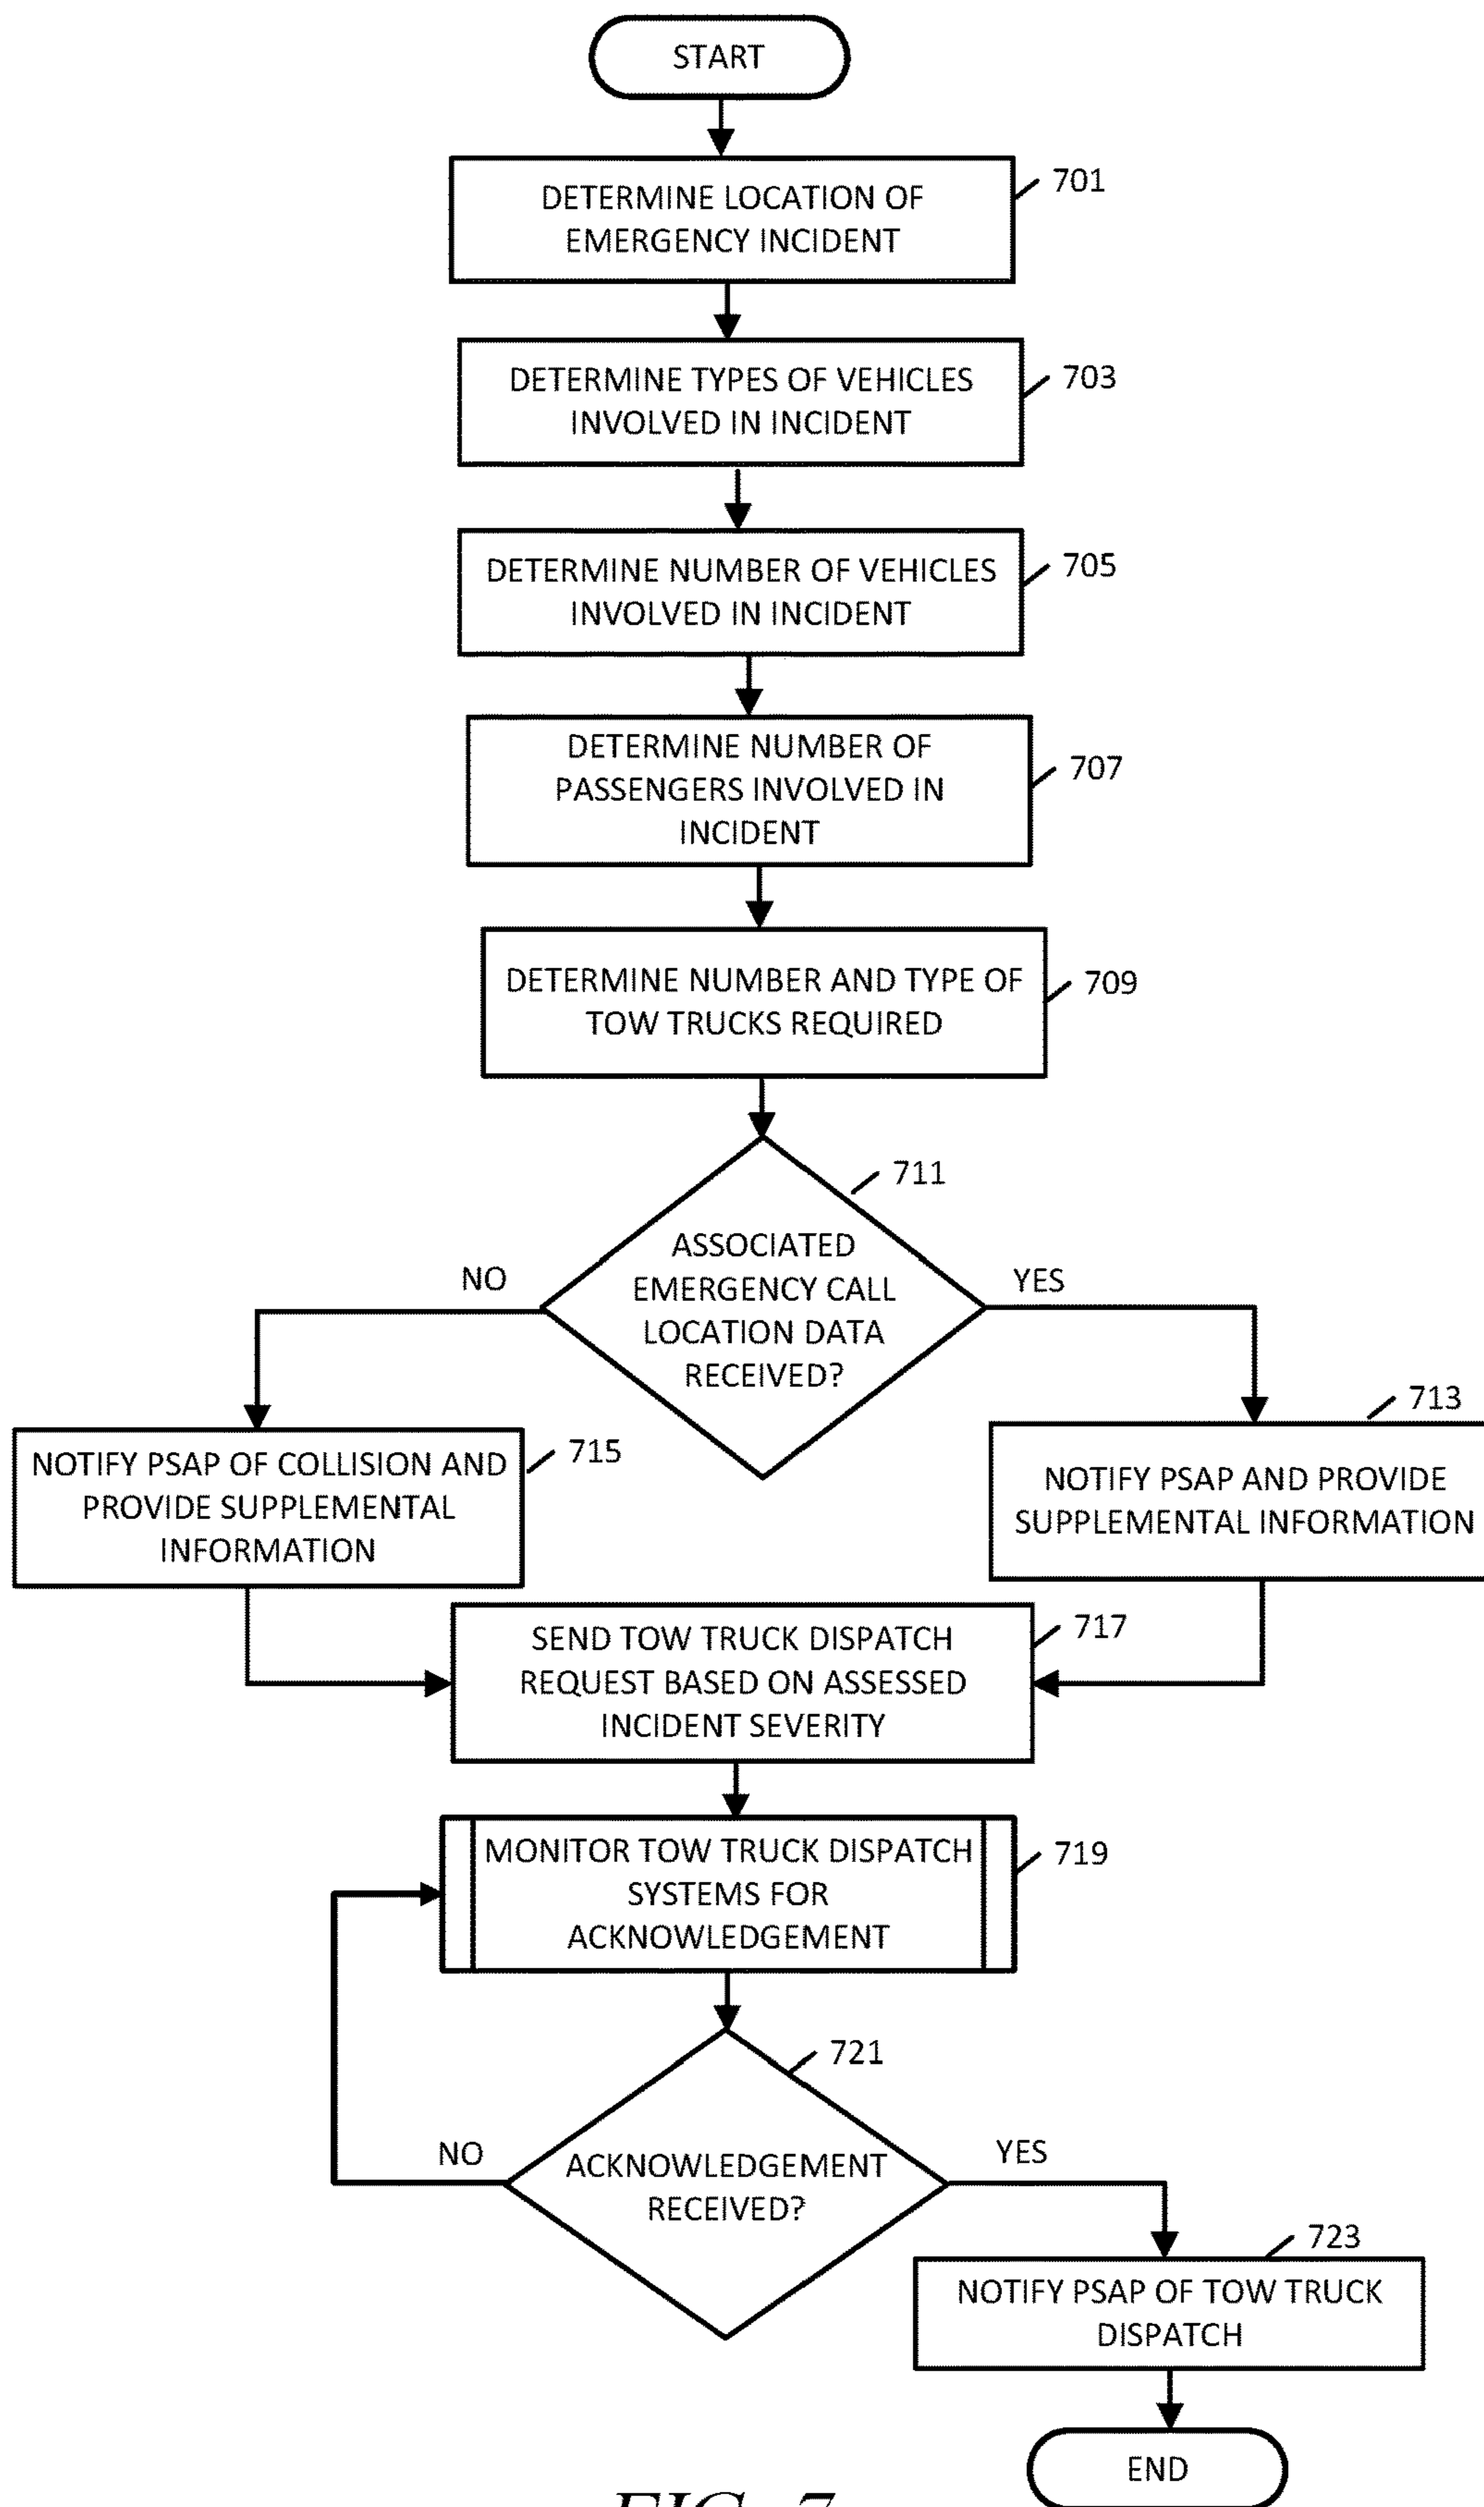 START
DETERMINE LOCATION OF
EMERGENCY INCIDENT
701
DETERMINE TYPES OF VEHICLES
INVOLVED IN INCIDENT
703
DETERMINE NUMBER OF VEHICLES
INVOLVED IN INCIDENT
705
DETERMINE NUMBER OF
PASSENGERS INVOLVED IN
INCIDENT
707
DETERMINE NUMBER AND TYPE OF
TOW TRUCKS REQUIRED
709
711
ASSOCIATED
EMERGENCY CALL
LOCATION DATA
RECEIVED?
NO
YES
715
NOTIFY PSAP OF COLLISION AND
PROVIDE SUPPLEMENTAL
INFORMATION
713
NOTIFY PSAP AND PROVIDE
SUPPLEMENTAL INFORMATION
SEND TOW TRUCK DISPATCH
REQUEST BASED ON ASSESSED
INCIDENT SEVERITY
717
MONITOR TOW TRUCK DISPATCH
SYSTEMS FOR
ACKNOWLEDGEMENT
719
721
ACKNOWLEDGEMENT
RECEIVED?
NO
YES
723
NOTIFY PSAP OF TOW TRUCK
DISPATCH
END
FIG. 7